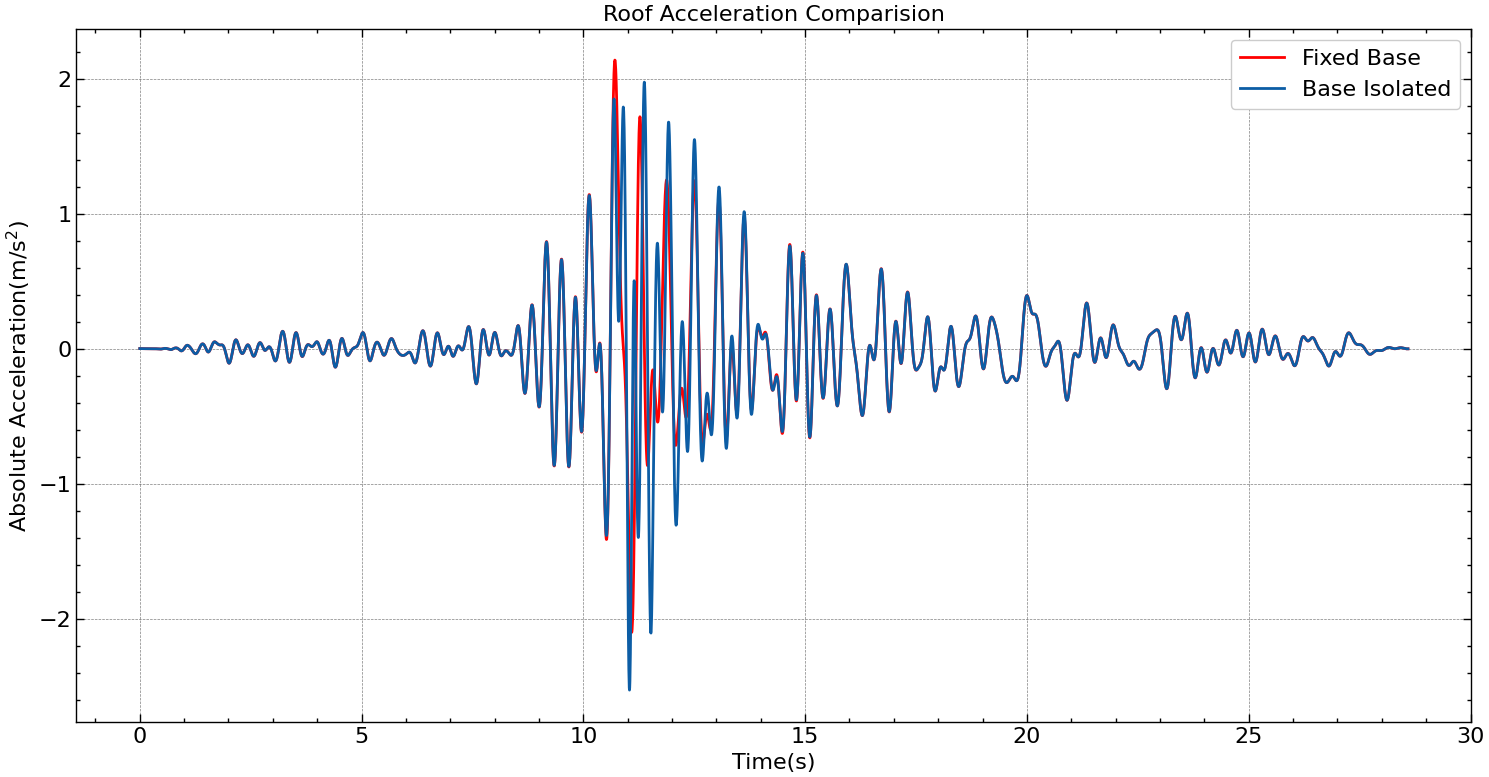 Roof Acceleration Comparision
Fixed Base
Base Isolated
Absolute Acceleration(m/s²)
2
1
0
−1
−2
0 5 10 15 20 25 30
Time(s)